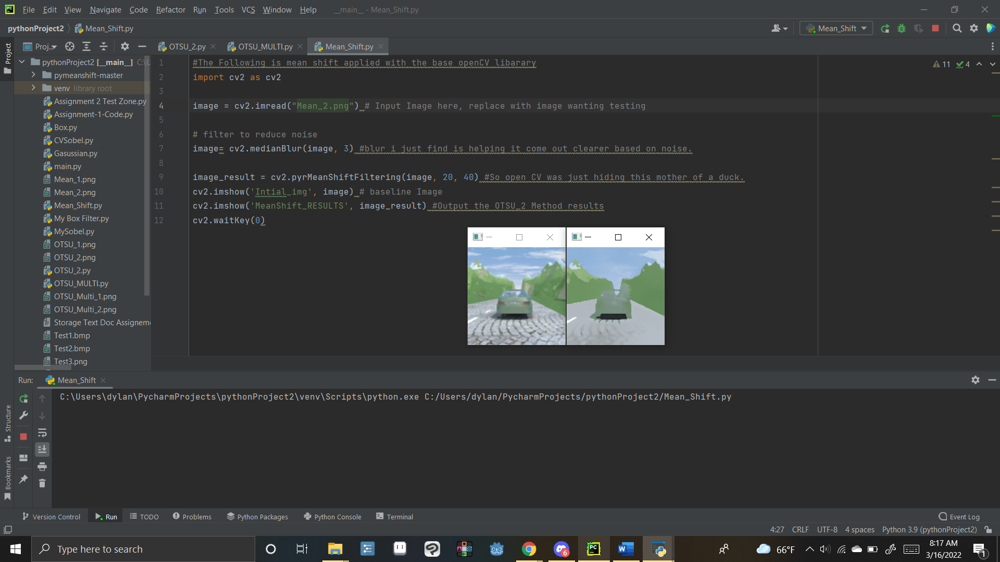 File Edit View Navigate Code Refactor Run Tools VCS Window Help __main__ - Mean_Shift.py
pythonProject2 Mean_Shift.py Mean_Shift
Project Proj... OTSU_2.py OTSU_MULTI.py Mean_Shift.py
pythonProject2 [__main__] C:\U
pymeanshift-master
venv library root
Assignment 2 Test Zone.py
Assignment-1-Code.py
Box.py
CVSobel.py
Gasussian.py
main.py
Mean_1.png
Mean_2.png
Mean_Shift.py
My Box Filter.py
MySobel.py
OTSU_1.png
OTSU_2.png
OTSU_2.py
OTSU_MULTI.py
OTSU_Multi_1.png
OTSU_Multi_2.png
Storage Text Doc Assignem
Test1.bmp
Test2.bmp
Test3.png
11 4
1 #The Following is mean shift applied with the base openCV libarary
2 import cv2 as cv2
3
4 image = cv2.imread("Mean_2.png") # Input Image here, replace with image wanting testing
5
6 # filter to reduce noise
7 image= cv2.medianBlur(image, 3) #blur i just find is helping it come out clearer based on noise.
8
9 image_result = cv2.pyrMeanShiftFiltering(image, 20, 40) #So open CV was just hiding this mother of a duck.
10 cv2.imshow('Intial_img', image) # baseline Image
11 cv2.imshow('MeanShift_RESULTS', image_result) #Output the OTSU_2 Method results
12 cv2.waitKey(0)
Run: Mean_Shift
C:\Users\dylan\PycharmProjects\pythonProject2\venv\Scripts\python.exe C:/Users/dylan/PycharmProjects/pythonProject2/Mean_Shift.py
Structure
Bookmarks
Version Control Run TODO Problems Python Packages Python Console Terminal Event Log
4:27 CRLF UTF-8 4 spaces Python 3.9 (pythonProject2)
Type here to search
6
PC
W
66°F
8:17 AM
3/16/2022
1